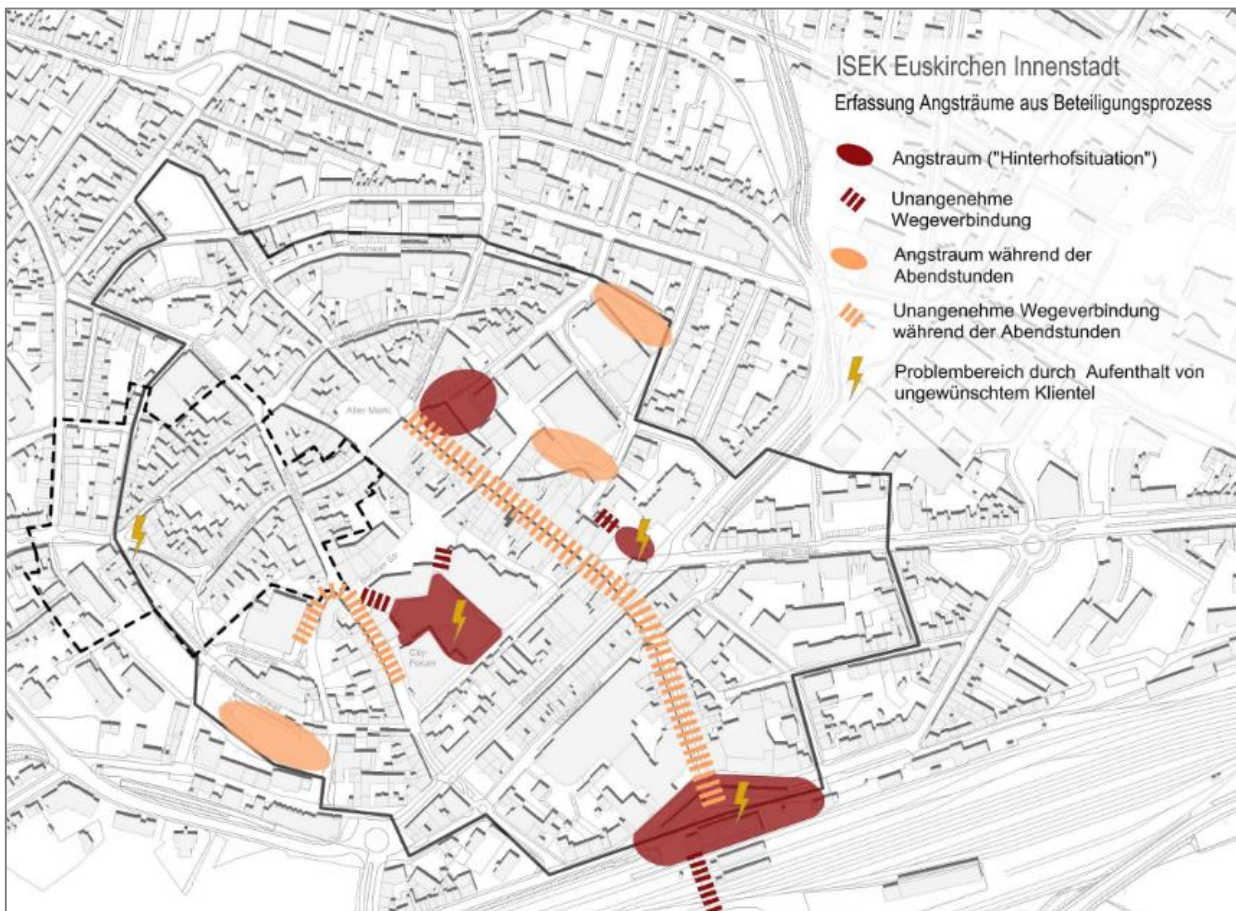 ISEK Euskirchen Innenstadt
Erfassung Angsträume aus Beteiligungsprozess
Angstraum ("Hinterhofsituation")
Unangenehme
Wegeverbindung
Angstraum während der
Abendstunden
Unangenehme Wegeverbindung
während der Abendstunden
Problembereich durch Aufenthalt von
ungewünschtem Klientel
Kirchwall
Alter Markt
City-
Forum